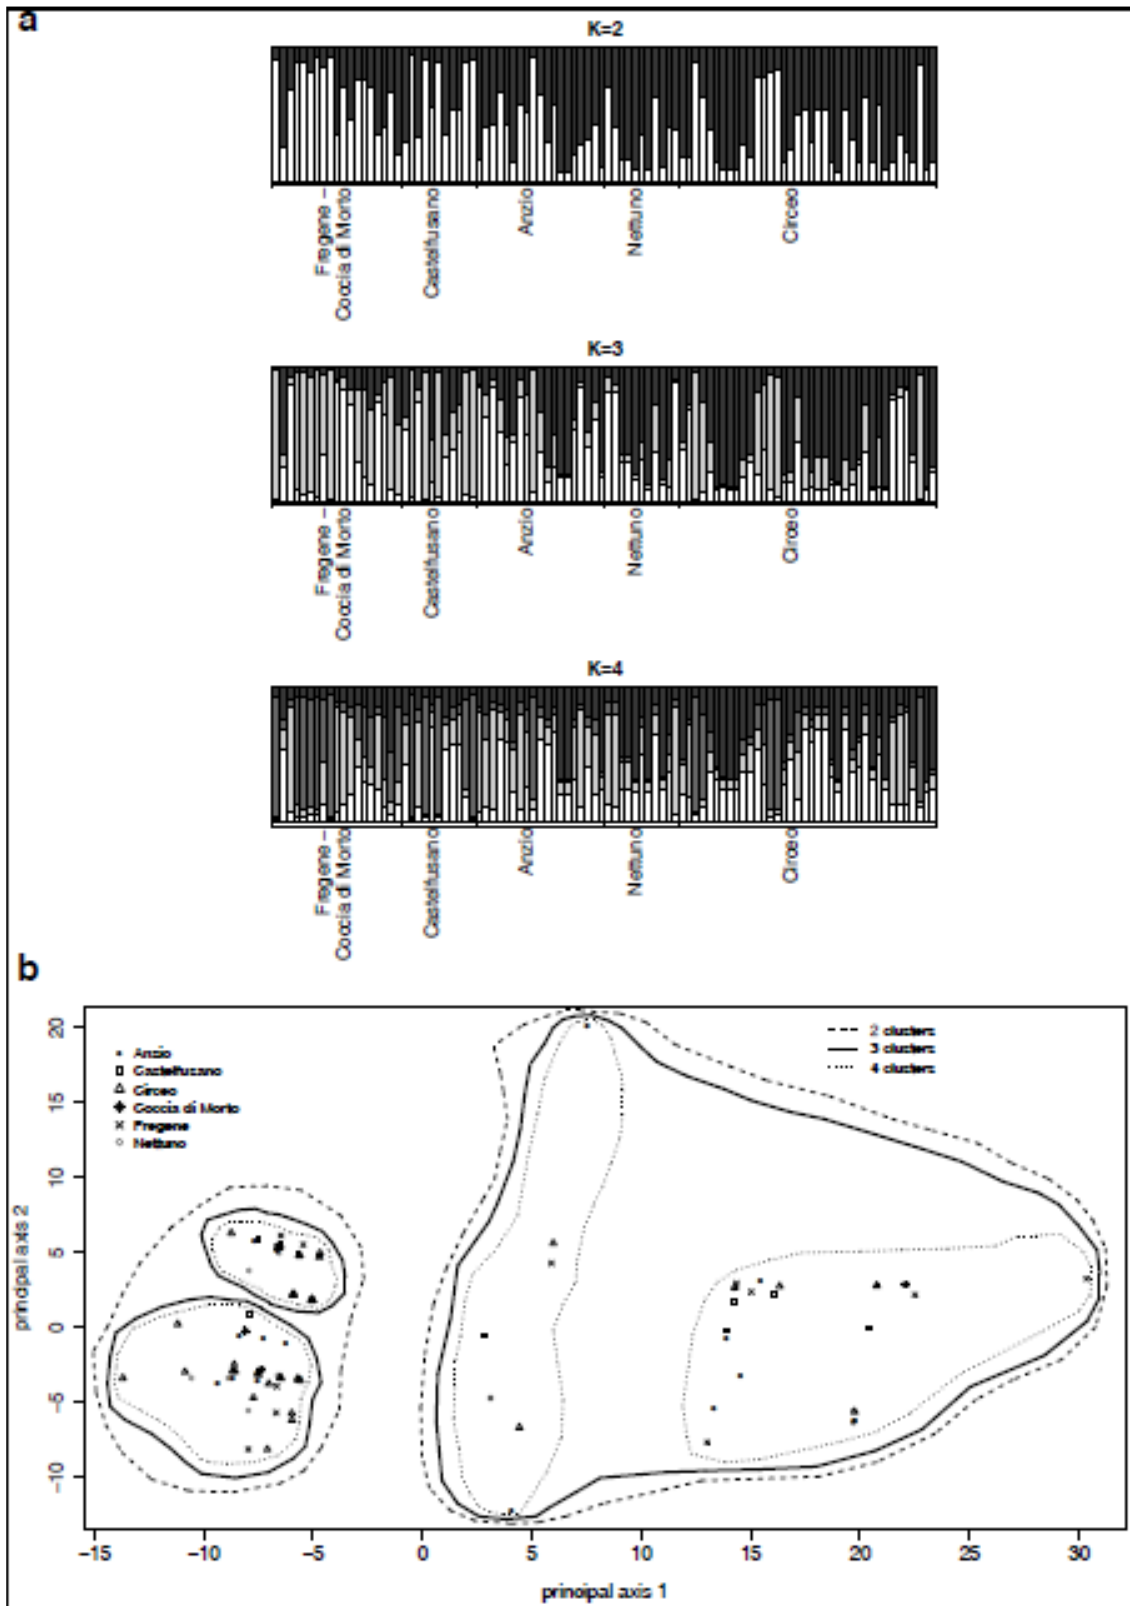 a
K=2
Fregene –
Coccia di Morto
Castelfusano
Anzio
Nettuno
Circeo
K=3
Fregene –
Coccia di Morto
Castelfusano
Anzio
Nettuno
Circeo
K=4
Fregene –
Coccia di Morto
Castelfusano
Anzio
Nettuno
Circeo
b
principal axis 2
20
15
10
5
0
−5
−10
Anzio
Castelfusano
Circeo
Coccia di Morto
Fregene
Nettuno
2 clusters
3 clusters
4 clusters
−15 −10 −5 0 5 10 15 20 25 30
principal axis 1